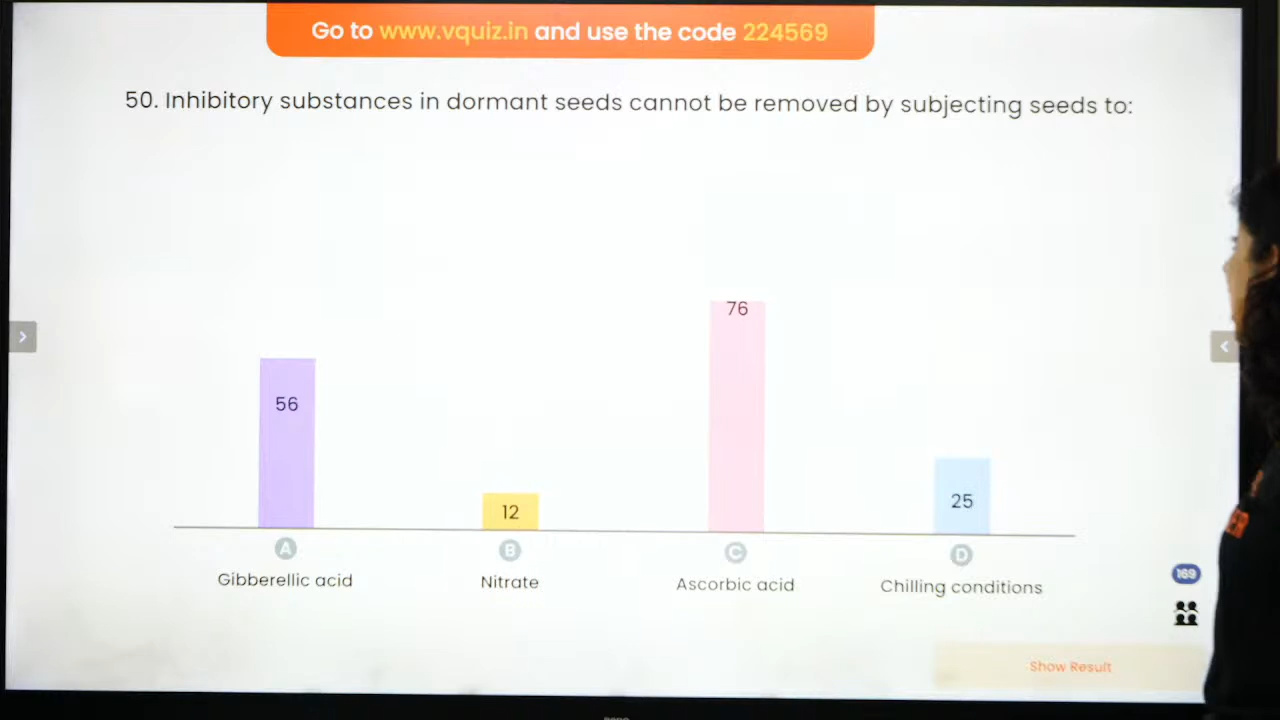 Go to www.vquiz.in and use the code 224569
50. Inhibitory substances in dormant seeds cannot be removed by subjecting seeds to:
76
56
12
25
A
B
C
D
Gibberellic acid
Nitrate
Ascorbic acid
Chilling conditions
169
Show Result